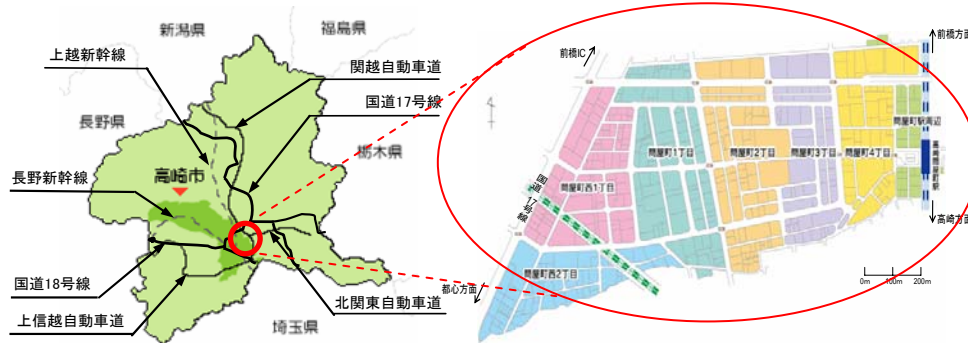 新潟県
福島県
上越新幹線
関越自動車道
国道17号線
長野県
栃木県
高崎市
長野新幹線
国道18号線
上信越自動車道
北関東自動車道
埼玉県
前橋IC
前橋方面
問屋町駅周辺
問屋町1丁目
問屋町2丁目
問屋町3丁目
問屋町4丁目
高崎問屋町駅
問屋町西1丁目
国道17号線
高崎方面
問屋町西2丁目
都心方面
0m 100m 200m